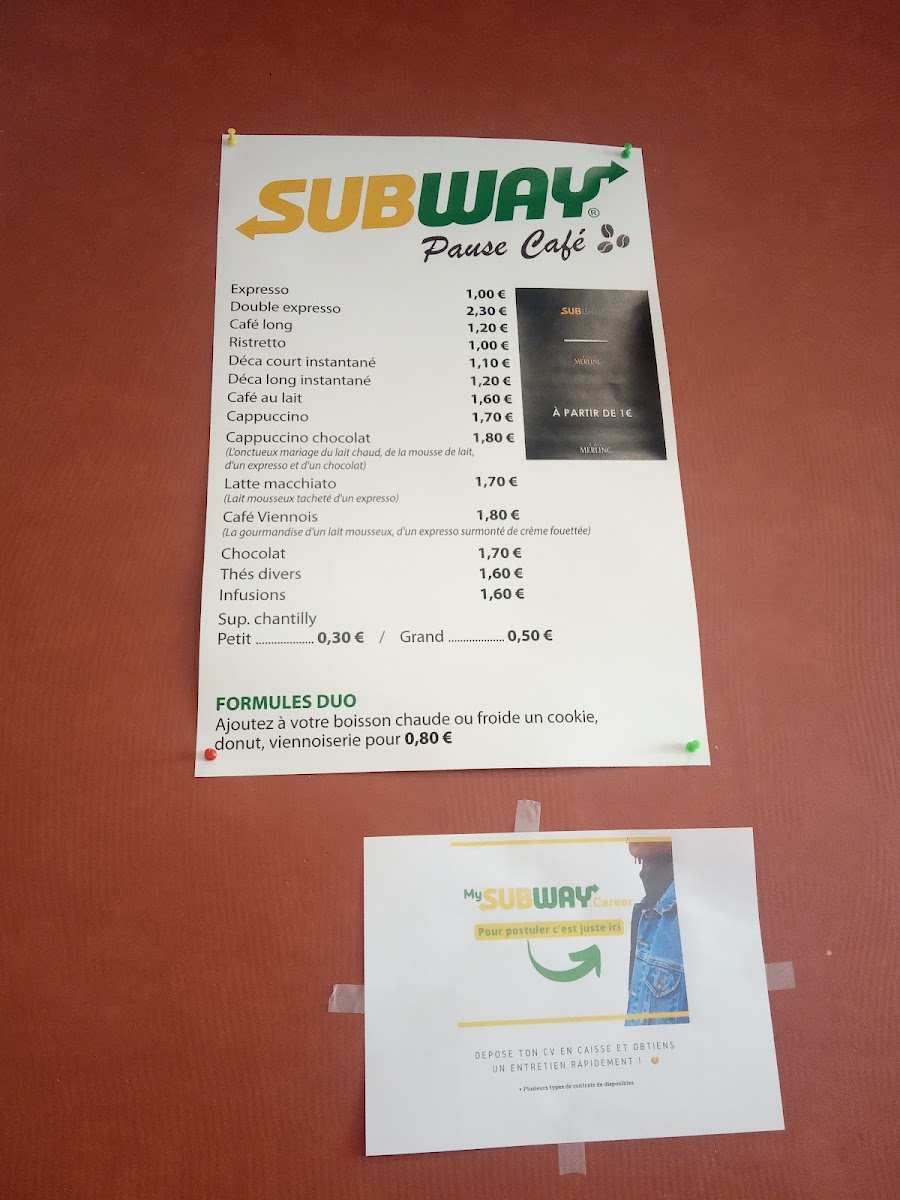 SUBWAY®
Pause Café
Expresso 1,00 €
Double expresso 2,30 €
Café long 1,20 €
Ristretto 1,00 €
Déca court instantané 1,10 €
Déca long instantané 1,20 €
Café au lait 1,60 €
Cappuccino 1,70 €
Cappuccino chocolat 1,80 €
(L'onctueux mariage du lait chaud, de la mousse de lait,
d'un expresso et d'un chocolat)
Latte macchiato 1,70 €
(Lait mousseux tacheté d'un expresso)
Café Viennois 1,80 €
(La gourmandise d'un lait mousseux, d'un expresso surmonté de crème fouettée)
Chocolat 1,70 €
Thés divers 1,60 €
Infusions 1,60 €
Sup. chantilly
Petit ................... 0,30 € / Grand ................... 0,50 €
SUBWAY
MERLING
À PARTIR DE 1€
MERLING
FORMULES DUO
Ajoutez à votre boisson chaude ou froide un cookie,
donut, viennoiserie pour 0,80 €
My SUBWAY.Career
Pour postuler c'est juste ici
DEPOSE TON CV EN CAISSE ET OBTIENS
UN ENTRETIEN RAPIDEMENT !
* Plusieurs types de contrats de disponibles